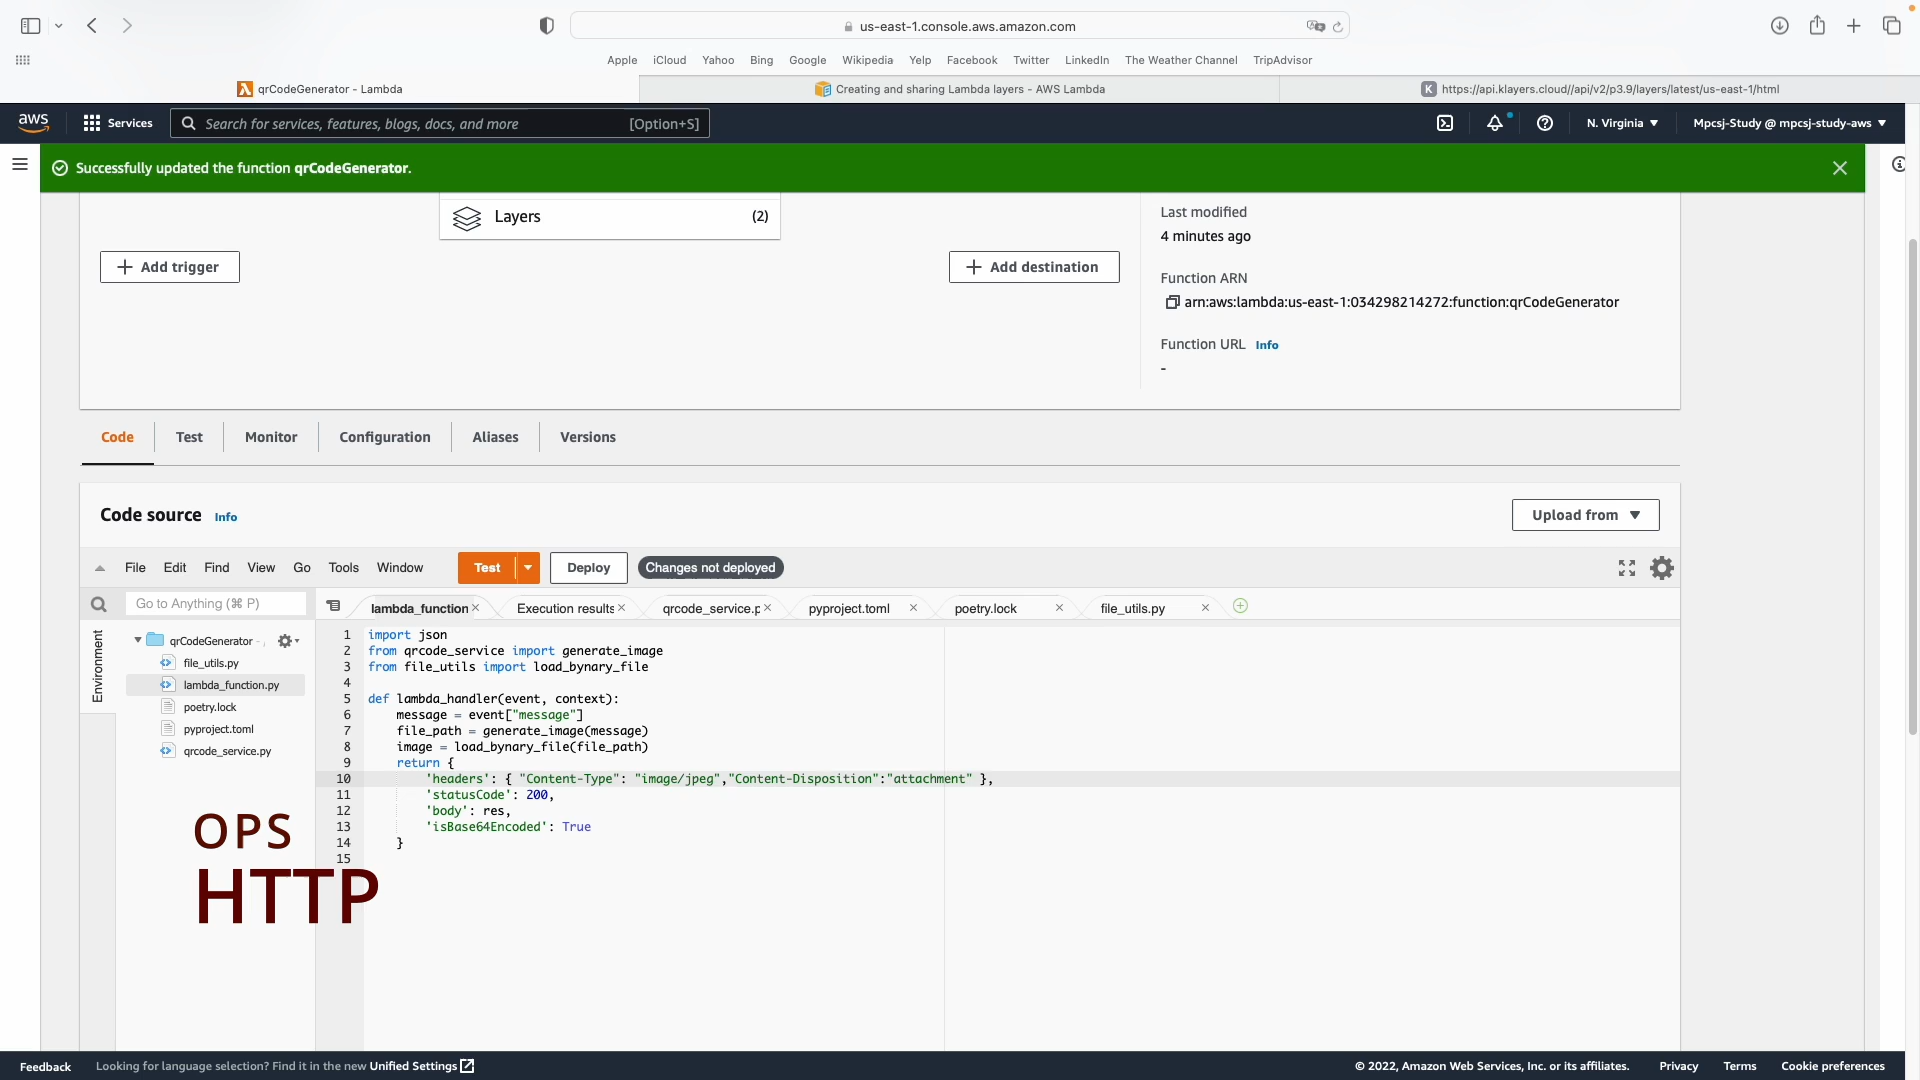 us-east-1.console.aws.amazon.com
Apple iCloud Yahoo Bing Google Wikipedia Yelp Facebook Twitter LinkedIn The Weather Channel TripAdvisor
qrCodeGenerator - Lambda
Creating and sharing Lambda layers - AWS Lambda
K https://api.klayers.cloud//api/v2/p3.9/layers/latest/us-east-1/html
aws Services Search for services, features, blogs, docs, and more [Option+S] N. Virginia Mpcsj-Study @ mpcsj-study-aws
Successfully updated the function qrCodeGenerator.
Layers (2)
Last modified
4 minutes ago
+ Add trigger
+ Add destination
Function ARN
arn:aws:lambda:us-east-1:034298214272:function:qrCodeGenerator
Function URL Info
-
Code Test Monitor Configuration Aliases Versions
Code source Info
Upload from
File Edit Find View Go Tools Window Test Deploy Changes not deployed
Go to Anything (⌘ P)
lambda_function Execution results qrcode_service.p pyproject.toml poetry.lock file_utils.py
Environment
qrCodeGenerator -
file_utils.py
lambda_function.py
poetry.lock
pyproject.toml
qrcode_service.py
1 import json
2 from qrcode_service import generate_image
3 from file_utils import load_bynary_file
4
5 def lambda_handler(event, context):
6 message = event["message"]
7 file_path = generate_image(message)
8 image = load_bynary_file(file_path)
9 return {
10 'headers': { "Content-Type": "image/jpeg","Content-Disposition":"attachment" },
11 'statusCode': 200,
12 'body': res,
13 'isBase64Encoded': True
14 }
15
OPS
HTTP
Feedback Looking for language selection? Find it in the new Unified Settings © 2022, Amazon Web Services, Inc. or its affiliates. Privacy Terms Cookie preferences